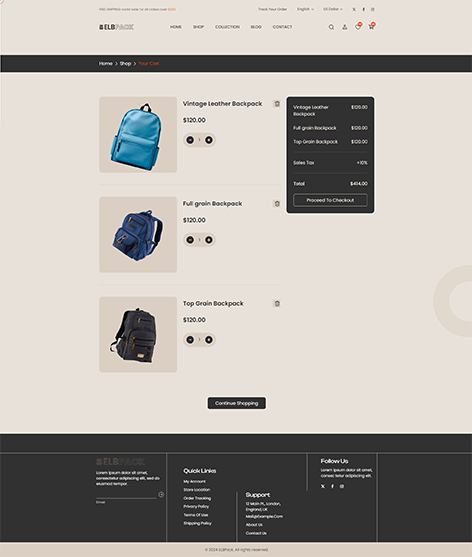 FREE SHIPPING world wide for all orders over $200
Track Your Order
English
US Dollar
ELBPACK
HOME
SHOP
COLLECTION
BLOG
CONTACT
Home > Shop > Your Cart
Vintage Leather Backpack
$120.00
1
Full grain Backpack
$120.00
1
Top Grain Backpack
$120.00
1
Vintage Leather Backpack $120.00
Full grain Backpack $120.00
Top Grain Backpack $120.00
Sales Tax +10%
Total $414.00
Proceed To Checkout
Continue Shopping
ELBPACK
Lorem ipsum dolor sit amet,
consectetur adipiscing elit, sed do
eiusmod tempor.
Email
Quick Links
My Account
Store Location
Order Tracking
Privacy Policy
Terms Of Use
Shipping Policy
Support
12 Main PL, London,
England, UK
Mail@Example.Com
About Us
Contact Us
Follow Us
Lorem ipsum dolor sit amet,
© 2024 ELBPack. All rights reserved.